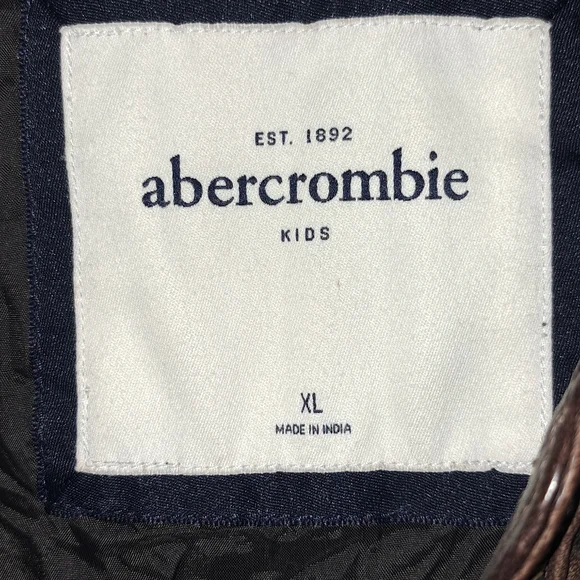 EST. 1892
abercrombie
KIDS
XL
MADE IN INDIA